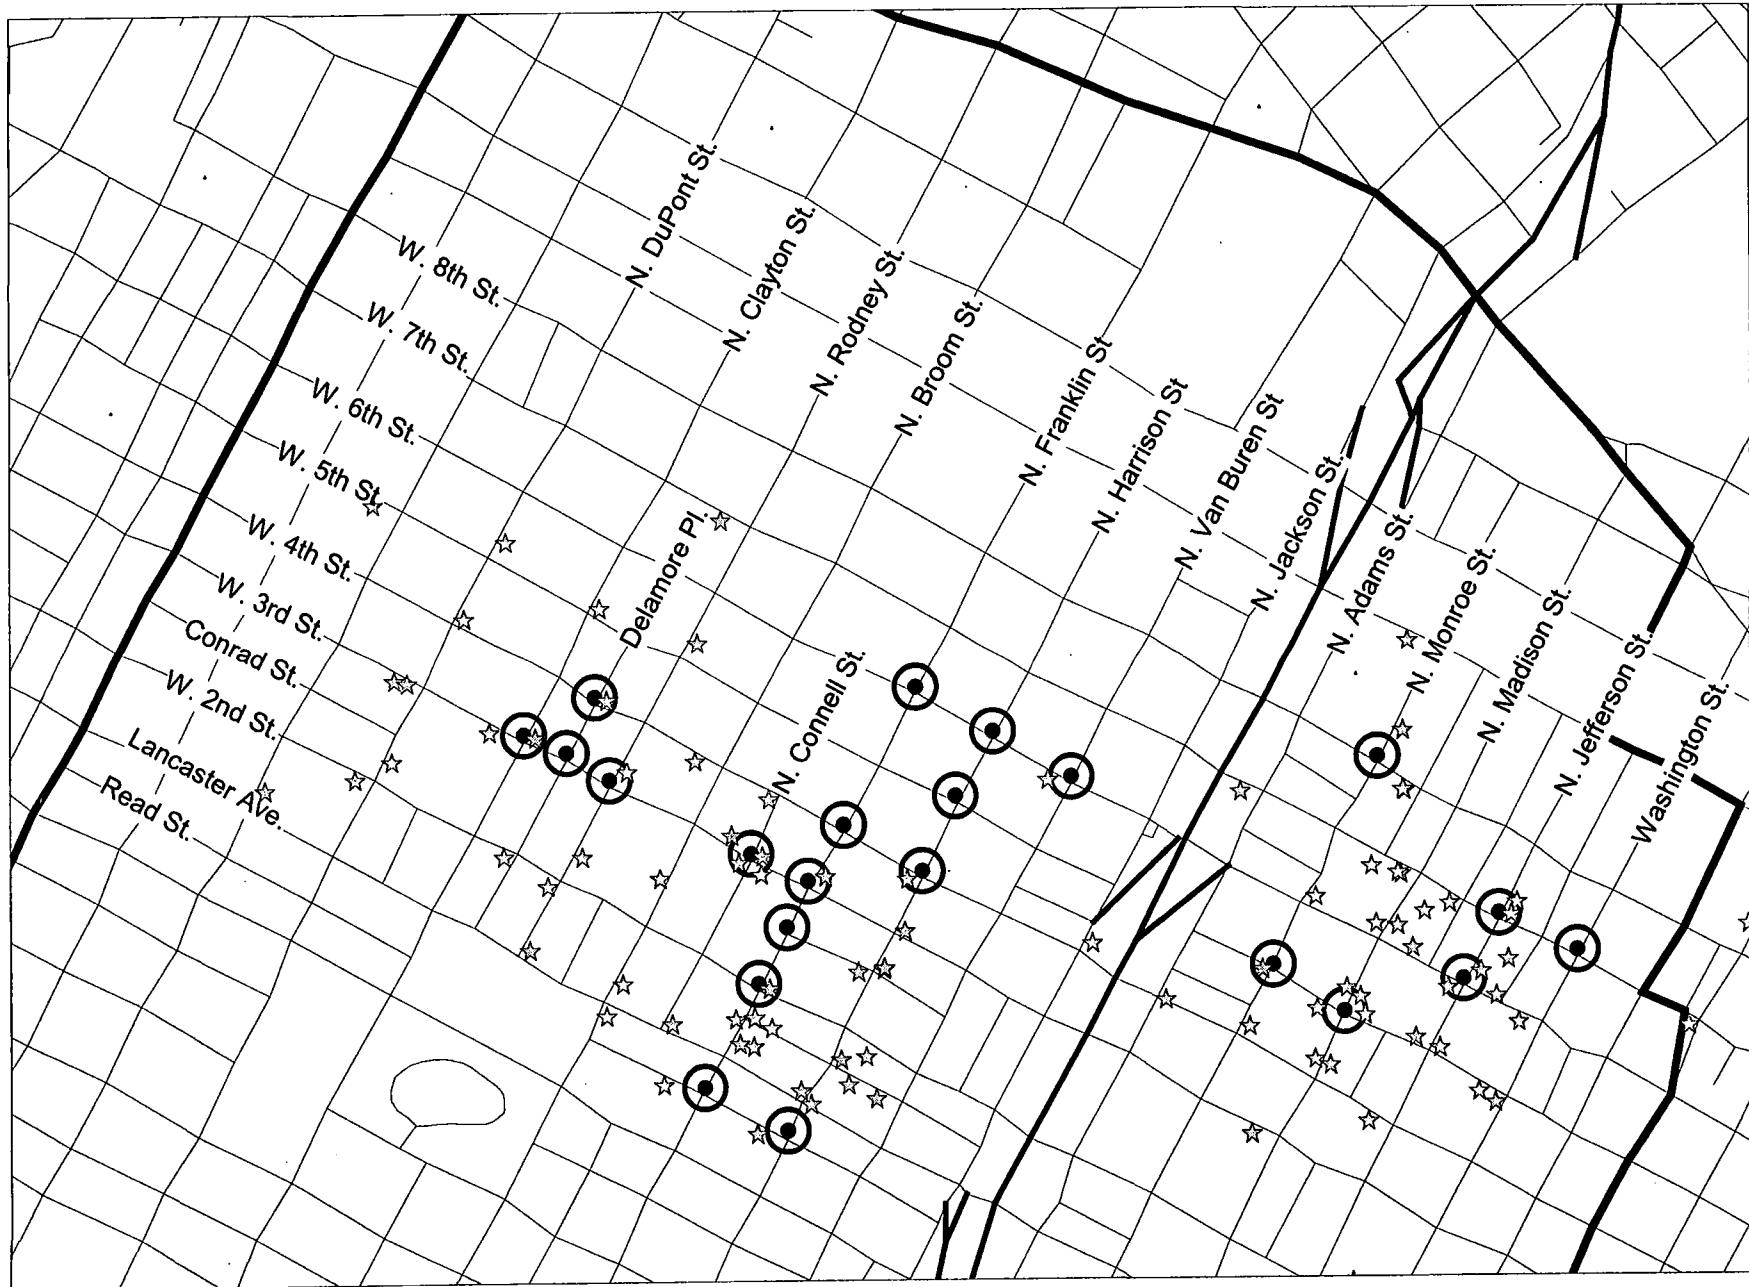 W. 8th St.
W. 7th St.
W. 6th St.
W. 5th St.
W. 4th St.
W. 3rd St.
Conrad St.
W. 2nd St.
Lancaster Ave.
Read St.
N. DuPont St.
N. Clayton St.
N. Rodney St.
N. Broom St.
N. Franklin St
N. Harrison St
N. Van Buren St
N. Jackson St.
N. Adams St.
N. Monroe St.
N. Madison St.
N. Jefferson St.
Washington St.
Delamore Pl.
N. Connell St.